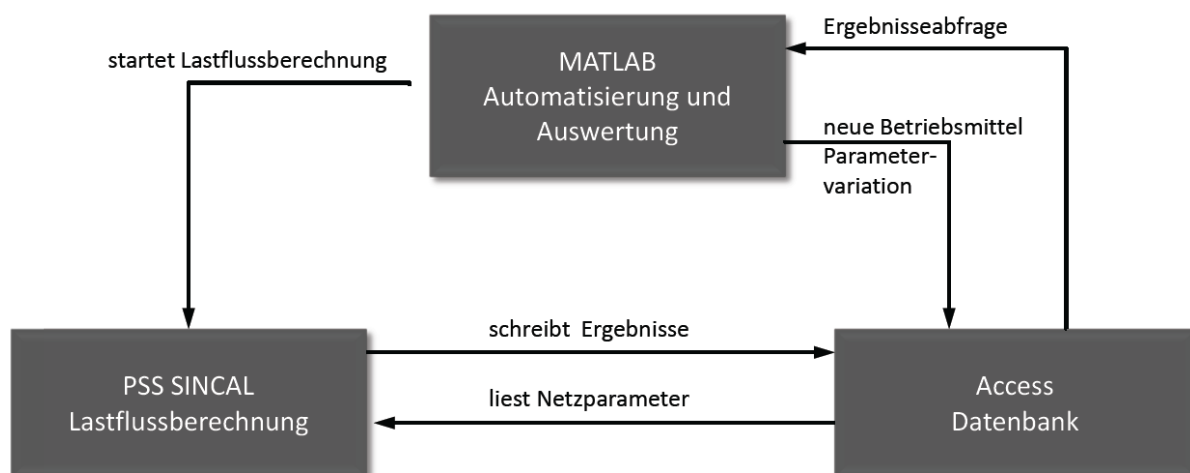 Ergebnisseabfrage
startet Lastflussberechnung
MATLAB
Automatisierung und
Auswertung
neue Betriebsmittel
Parameter-
variation
schreibt Ergebnisse
PSS SINCAL
Lastflussberechnung
liest Netzparameter
Access
Datenbank